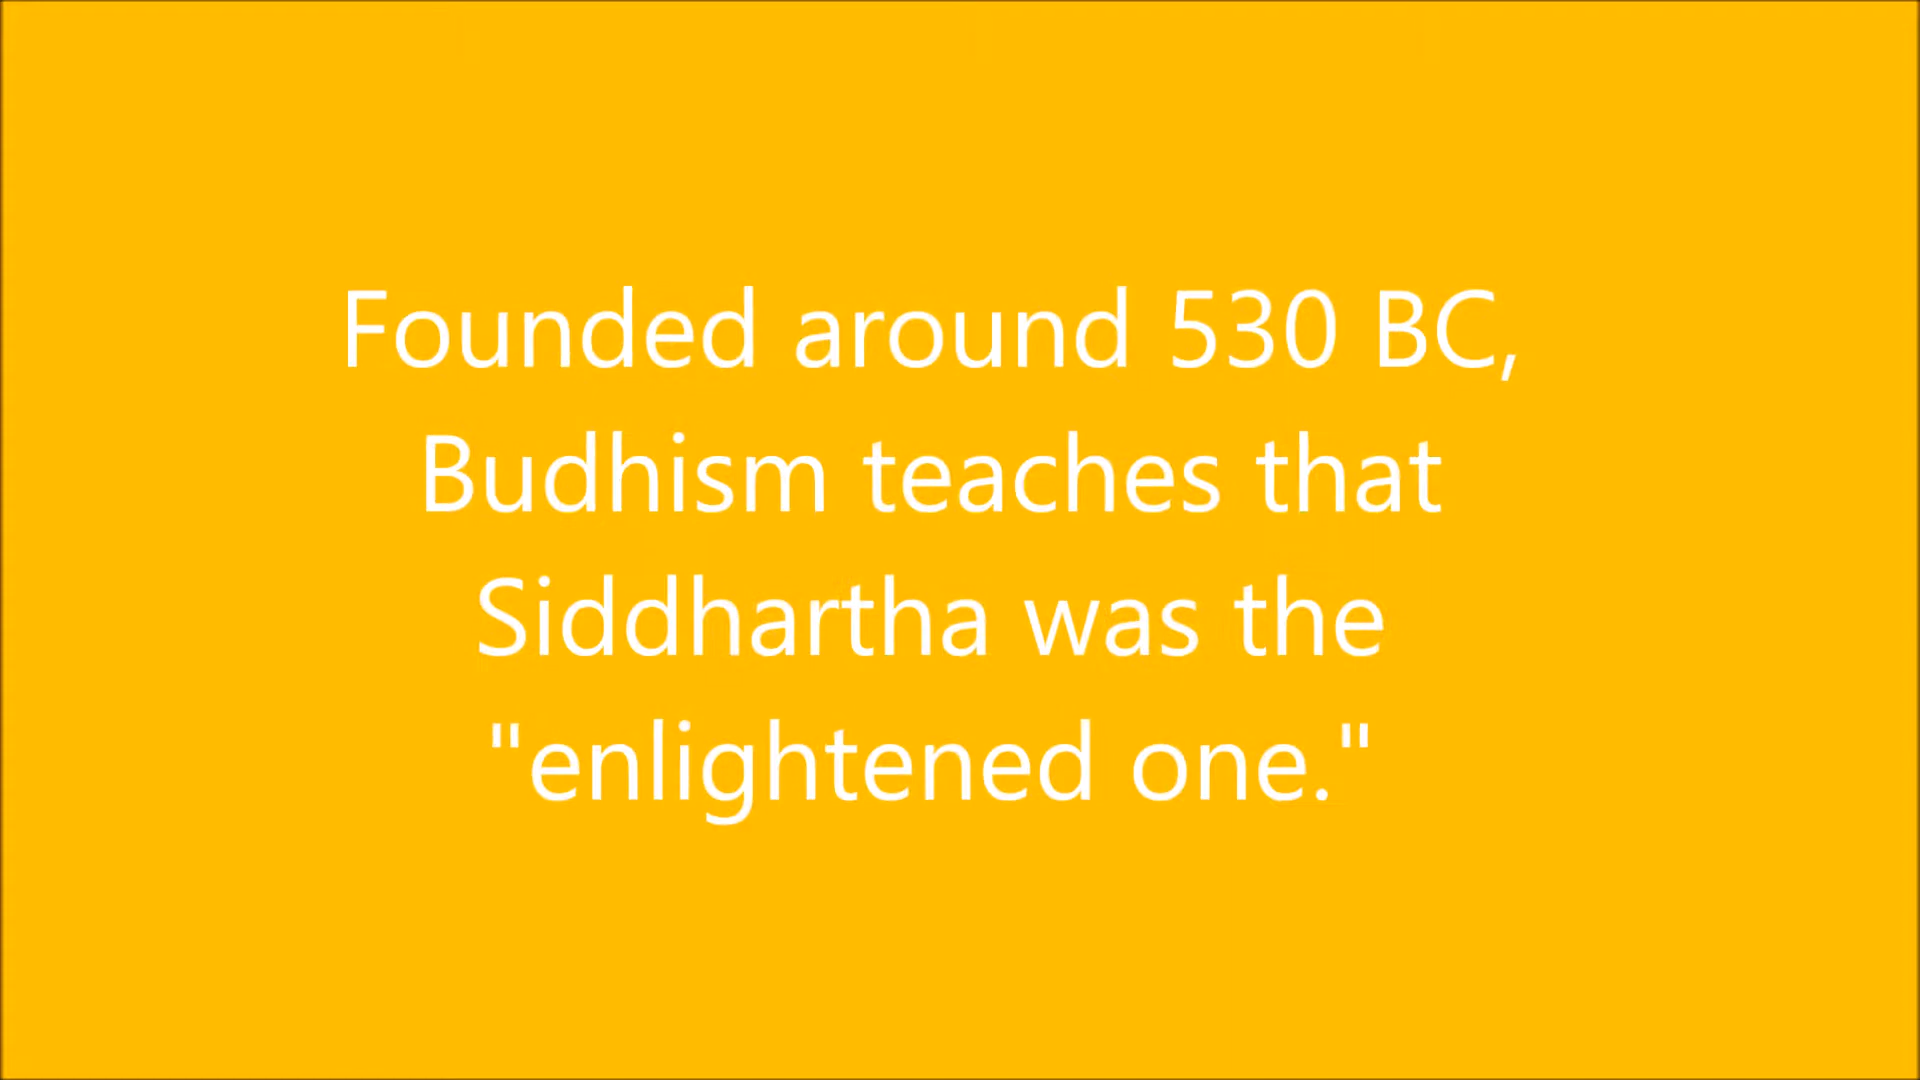 Founded around 530 BC,
Budhism teaches that
Siddhartha was the
"enlightened one."